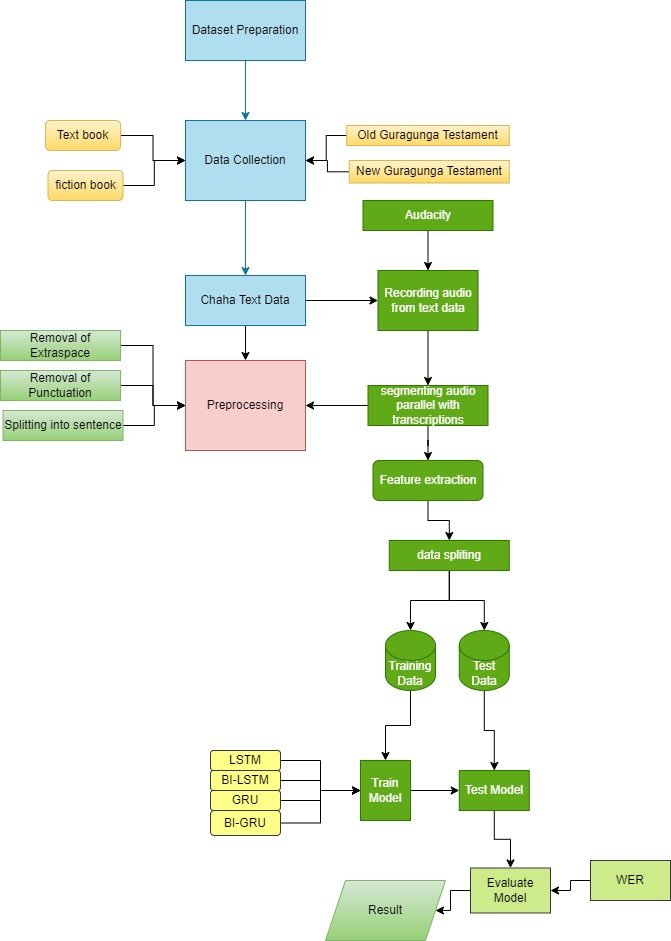 Dataset Preparation
Text book
fiction book
Data Collection
Old Guragunga Testament
New Guragunga Testament
Audacity
Chaha Text Data
Recording audio
from text data
Removal of
Extraspace
Removal of
Punctuation
Splitting into sentence
Preprocessing
segmenting audio
parallel with
transcriptions
Feature extraction
data spliting
Training
Data
Test
Data
LSTM
BI-LSTM
GRU
BI-GRU
Train
Model
Test Model
Evaluate
Model
WER
Result